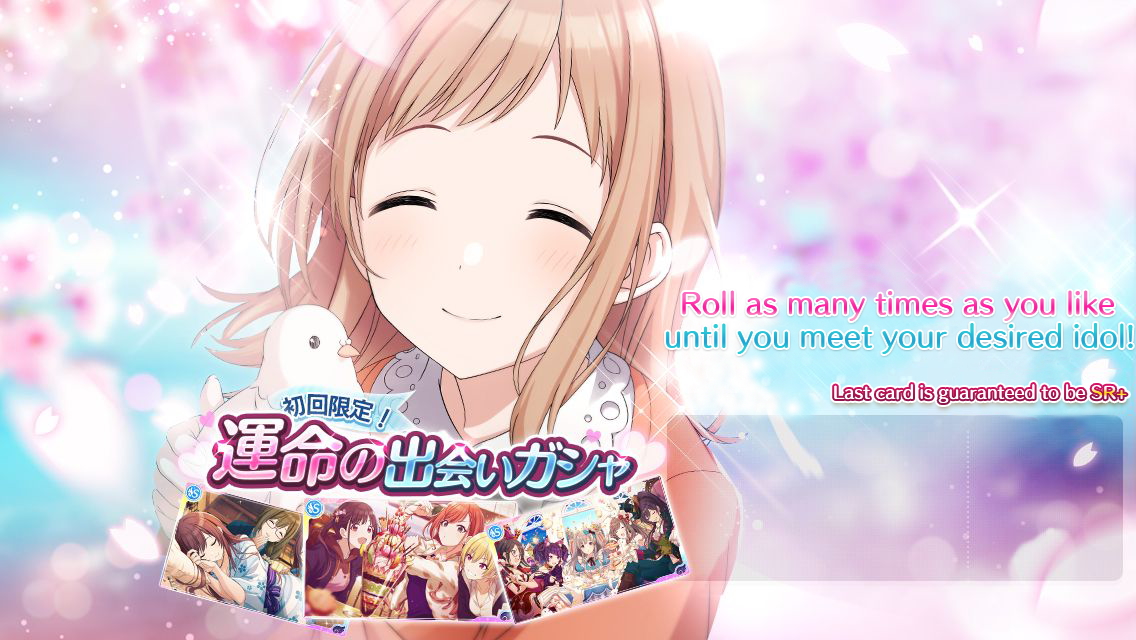 Roll as many times as you like
until you meet your desired idol!
Last card is guaranteed to be SR+
初回限定!
運命の出会いガシャ
S
S
S